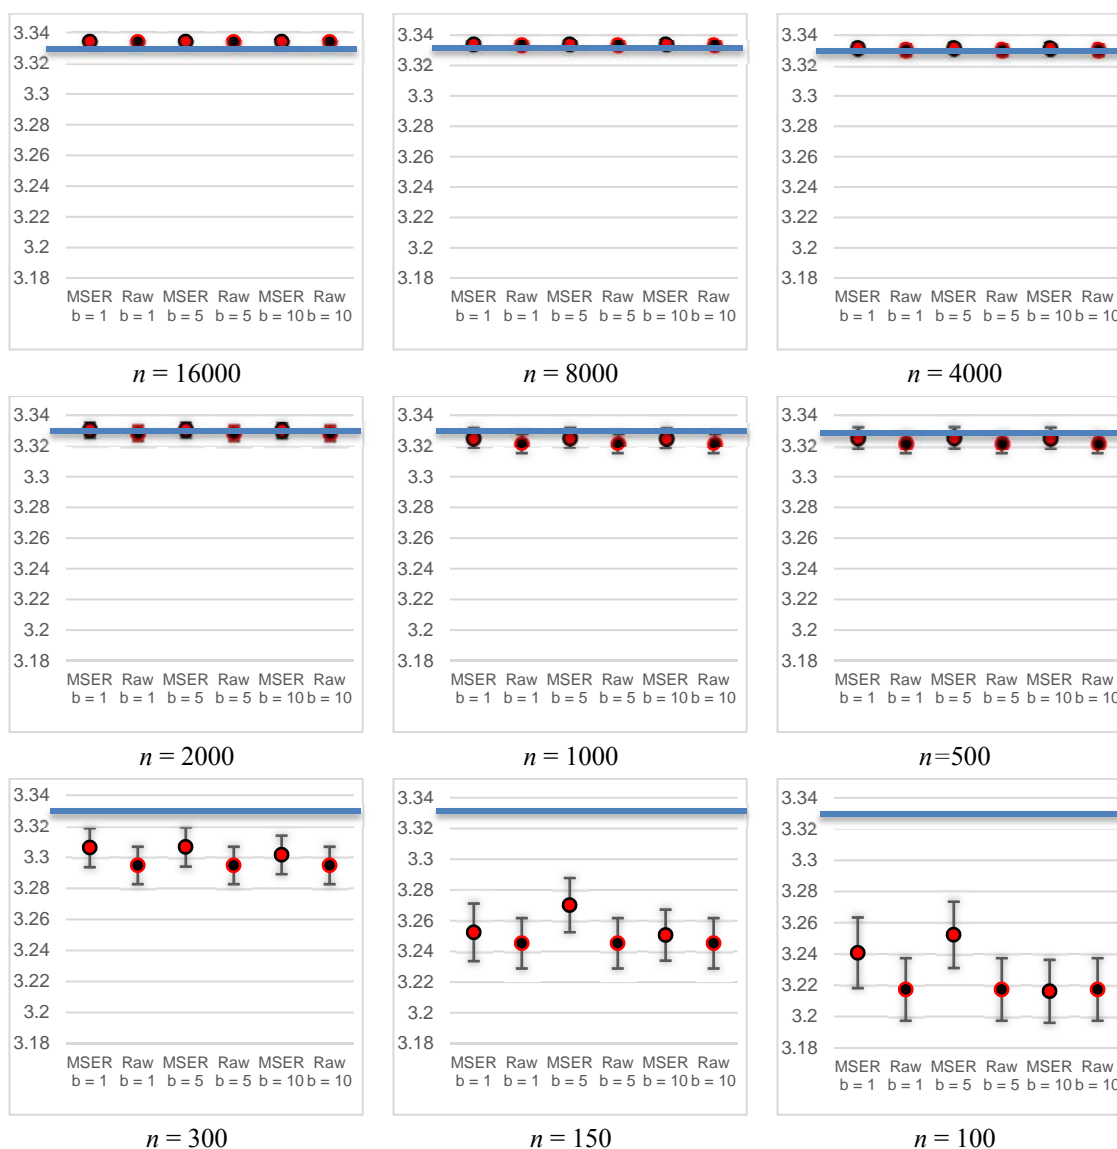 3.34 3.34 3.34
3.32 3.32 3.32
3.3 3.3 3.3
3.28 3.28 3.28
3.26 3.26 3.26
3.24 3.24 3.24
3.22 3.22 3.22
3.2 3.2 3.2
3.18 3.18 3.18
MSER Raw MSER Raw MSER Raw MSER Raw MSER Raw MSER Raw MSER Raw MSER Raw MSER Raw
b = 1 b = 1 b = 5 b = 5 b = 10 b = 10 b = 1 b = 1 b = 5 b = 5 b = 10 b = 10 b = 1 b = 1 b = 5 b = 5 b = 10 b = 10
n = 16000 n = 8000 n = 4000
3.34 3.34 3.34
3.32 3.32 3.32
3.3 3.3 3.3
3.28 3.28 3.28
3.26 3.26 3.26
3.24 3.24 3.24
3.22 3.22 3.22
3.2 3.2 3.2
3.18 3.18 3.18
MSER Raw MSER Raw MSER Raw MSER Raw MSER Raw MSER Raw MSER Raw MSER Raw MSER Raw
b = 1 b = 1 b = 5 b = 5 b = 10 b = 10 b = 1 b = 1 b = 5 b = 5 b = 10 b = 10 b = 1 b = 1 b = 5 b = 5 b = 10 b = 10
n = 2000 n = 1000 n=500
3.34 3.34 3.34
3.32 3.32 3.32
3.3 3.3 3.3
3.28 3.28 3.28
3.26 3.26 3.26
3.24 3.24 3.24
3.22 3.22 3.22
3.2 3.2 3.2
3.18 3.18 3.18
MSER Raw MSER Raw MSER Raw MSER Raw MSER Raw MSER Raw MSER Raw MSER Raw MSER Raw
b = 1 b = 1 b = 5 b = 5 b = 10 b = 10 b = 1 b = 1 b = 5 b = 5 b = 10 b = 10 b = 1 b = 1 b = 5 b = 5 b = 10 b = 10
n = 300 n = 150 n = 100